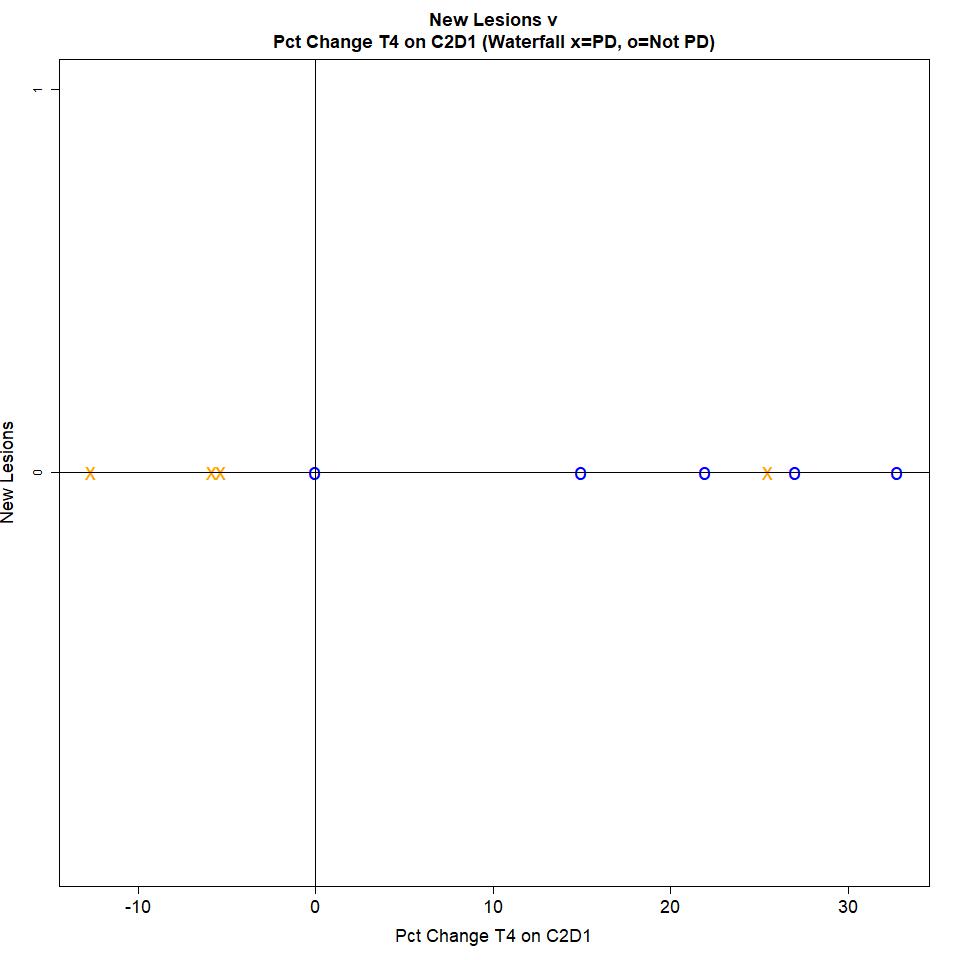 New Lesions v
Pct Change T4 on C2D1 (Waterfall x=PD, o=Not PD)
1
New Lesions
0
x xx o o o x o o
-10 0 10 20 30
Pct Change T4 on C2D1